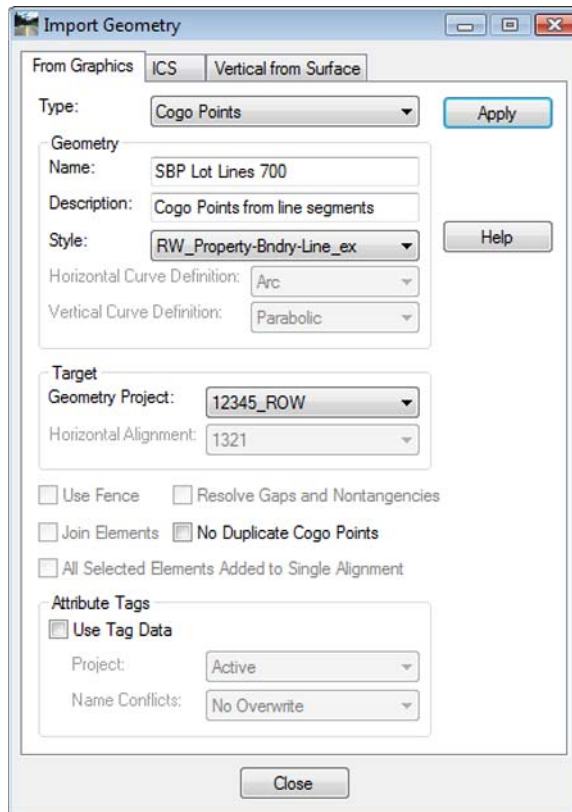 Import Geometry
From Graphics ICS Vertical from Surface
Type: Cogo Points Apply
Geometry
Name: SBP Lot Lines 700
Description: Cogo Points from line segments
Style: RW_Property-Bndry-Line_ex Help
Horizontal Curve Definition: Arc
Vertical Curve Definition: Parabolic
Target
Geometry Project: 12345_ROW
Horizontal Alignment: 1321
Use Fence Resolve Gaps and Nontangencies
Join Elements No Duplicate Cogo Points
All Selected Elements Added to Single Alignment
Attribute Tags
Use Tag Data
Project: Active
Name Conflicts: No Overwrite
Close